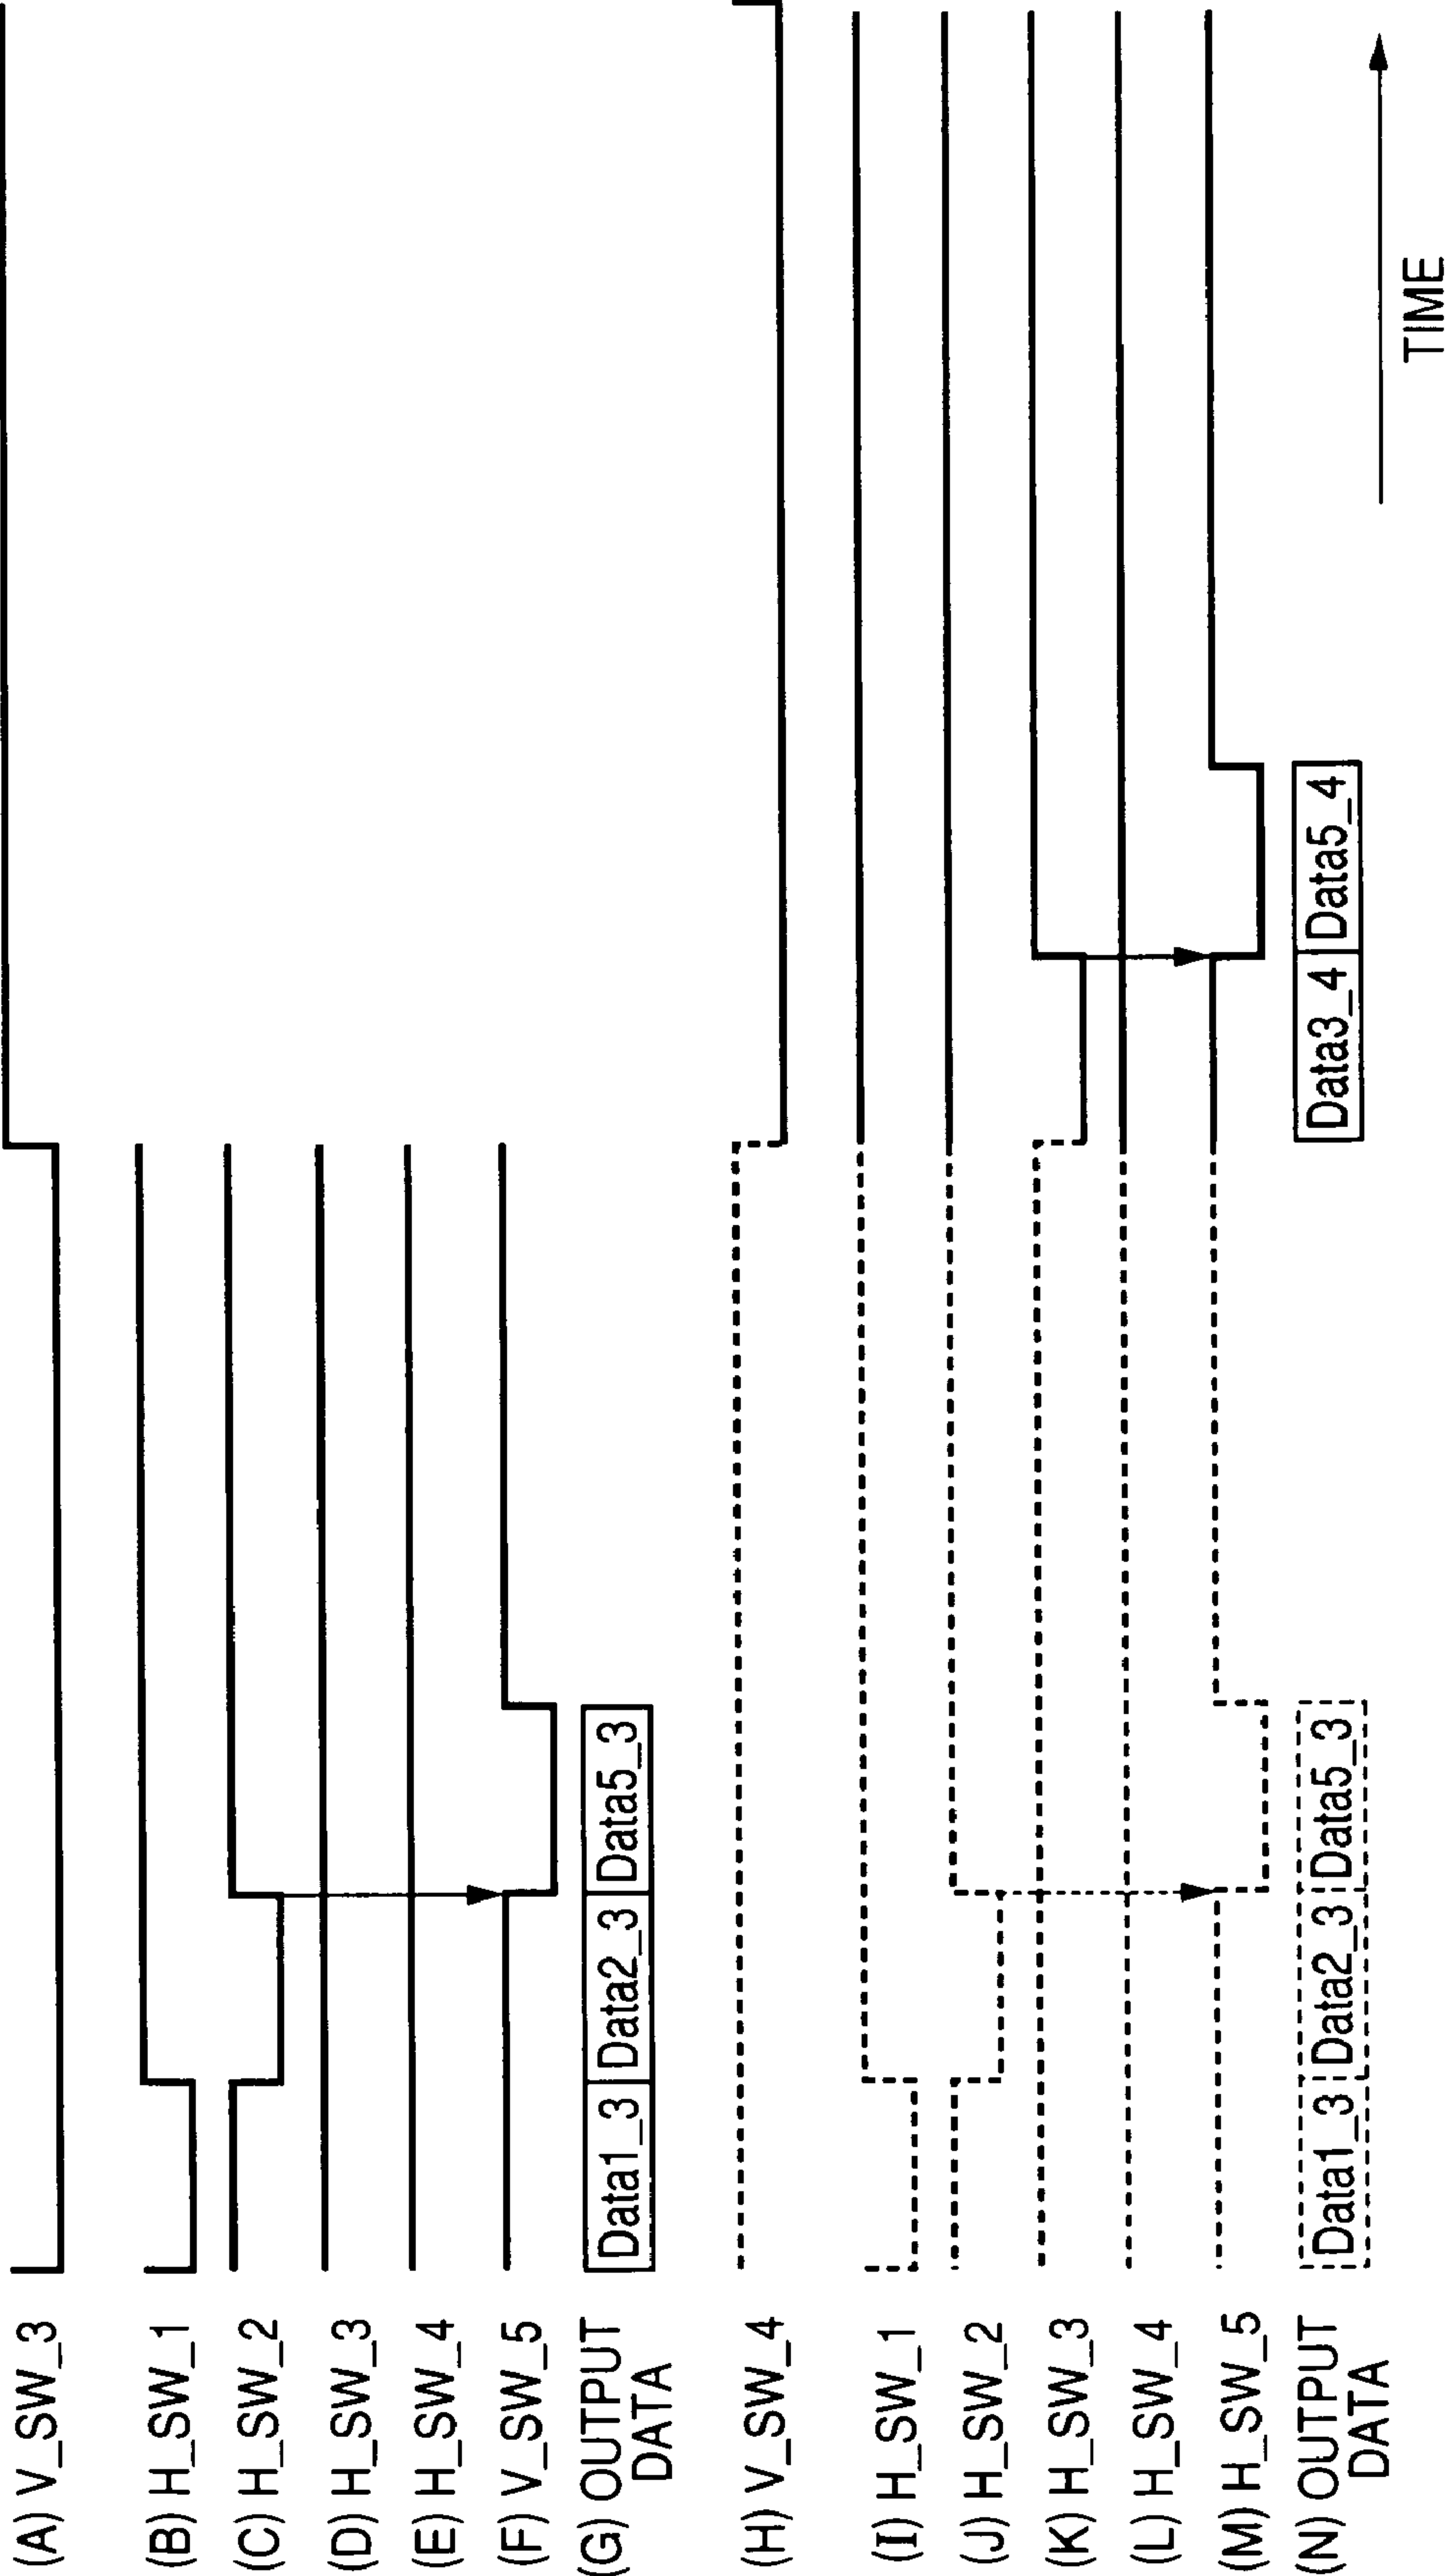 (A) V_SW_3
(B) H_SW_1
(C) H_SW_2
(D) H_SW_3
(E) H_SW_4
(F) V_SW_5
(G) OUTPUT
DATA
Data1_3 Data2_3 Data5_3
(H) V_SW_4
(I) H_SW_1
(J) H_SW_2
(K) H_SW_3
(L) H_SW_4
(M) H_SW_5
(N) OUTPUT
DATA
Data1_3 Data2_3 Data5_3 Data3_4 Data5_4
TIME